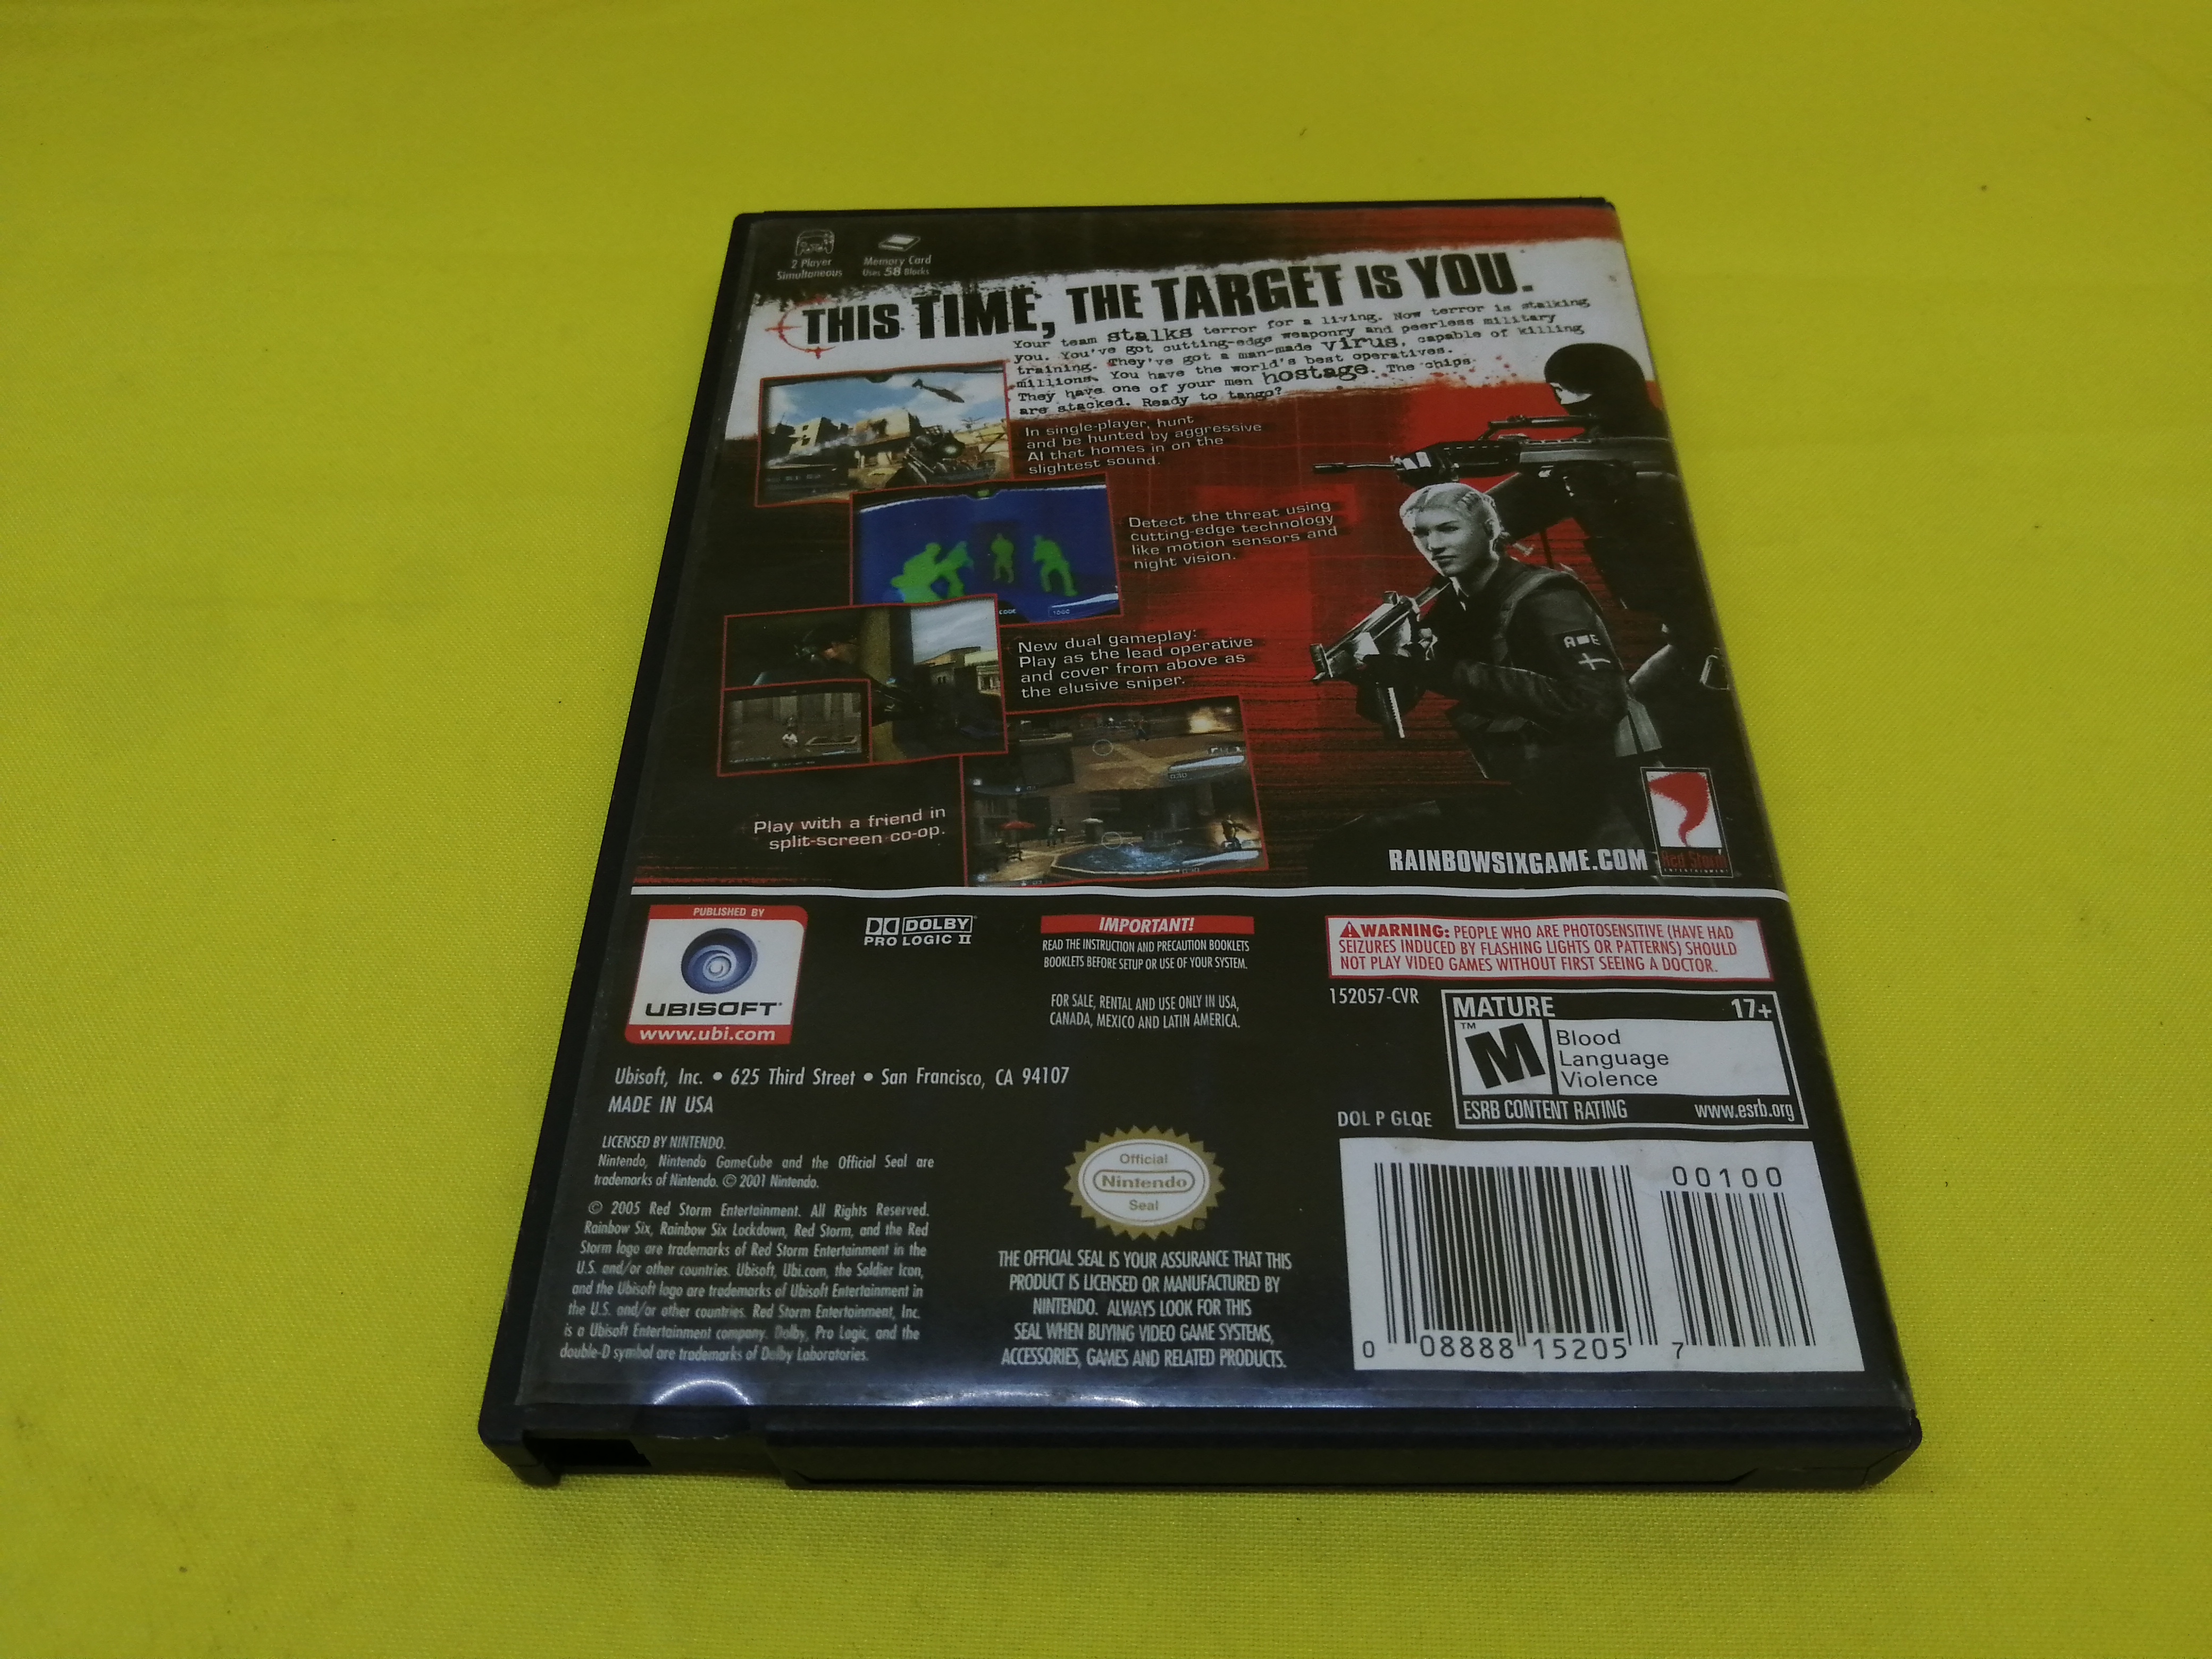 2 Player
Simultaneous
Memory Card
Uses 58 Blocks
THIS TIME, THE TARGET IS YOU.
Your team stalks terror for a living. Now terror is stalking
you. You've got cutting-edge weaponry and peerless military
training. They've got a man-made virus, capable of killing
millions. You have the world's best operatives.
They have one of your men hostage. The chips
are stacked. Ready to tango?
In single-player, hunt
and be hunted by aggressive
AI that homes in on the
slightest sound.
Detect the threat using
cutting-edge technology
like motion sensors and
night vision.
New dual gameplay:
Play as the lead operative
and cover from above as
the elusive sniper.
Play with a friend in
split-screen co-op.
RAINBOWSIXGAME.COM
Red Storm
ENTERTAINMENT
PUBLISHED BY
UBISOFT
www.ubi.com
DOLBY
PRO LOGIC II
IMPORTANT!
READ THE INSTRUCTION AND PRECAUTION BOOKLETS
BOOKLETS BEFORE SETUP OR USE OF YOUR SYSTEM.
FOR SALE, RENTAL AND USE ONLY IN USA,
CANADA, MEXICO AND LATIN AMERICA.
WARNING: PEOPLE WHO ARE PHOTOSENSITIVE (HAVE HAD
SEIZURES INDUCED BY FLASHING LIGHTS OR PATTERNS) SHOULD
NOT PLAY VIDEO GAMES WITHOUT FIRST SEEING A DOCTOR.
152057-CVR
MATURE 17+
M
Blood
Language
Violence
ESRB CONTENT RATING www.esrb.org
Ubisoft, Inc. • 625 Third Street • San Francisco, CA 94107
MADE IN USA
DOL P GLQE
LICENSED BY NINTENDO.
Nintendo, Nintendo GameCube and the Official Seal are
trademarks of Nintendo. © 2001 Nintendo.
© 2005 Red Storm Entertainment. All Rights Reserved.
Rainbow Six, Rainbow Six Lockdown, Red Storm, and the Red
Storm logo are trademarks of Red Storm Entertainment in the
U.S. and/or other countries. Ubisoft, Ubi.com, the Soldier Icon,
and the Ubisoft logo are trademarks of Ubisoft Entertainment in
the U.S. and/or other countries. Red Storm Entertainment, Inc.
is a Ubisoft Entertainment company. Dolby, Pro Logic, and the
double-D symbol are trademarks of Dolby Laboratories.
Official
Nintendo
Seal
THE OFFICIAL SEAL IS YOUR ASSURANCE THAT THIS
PRODUCT IS LICENSED OR MANUFACTURED BY
NINTENDO. ALWAYS LOOK FOR THIS
SEAL WHEN BUYING VIDEO GAME SYSTEMS,
ACCESSORIES, GAMES AND RELATED PRODUCTS.
00100
0 08888 15205 7